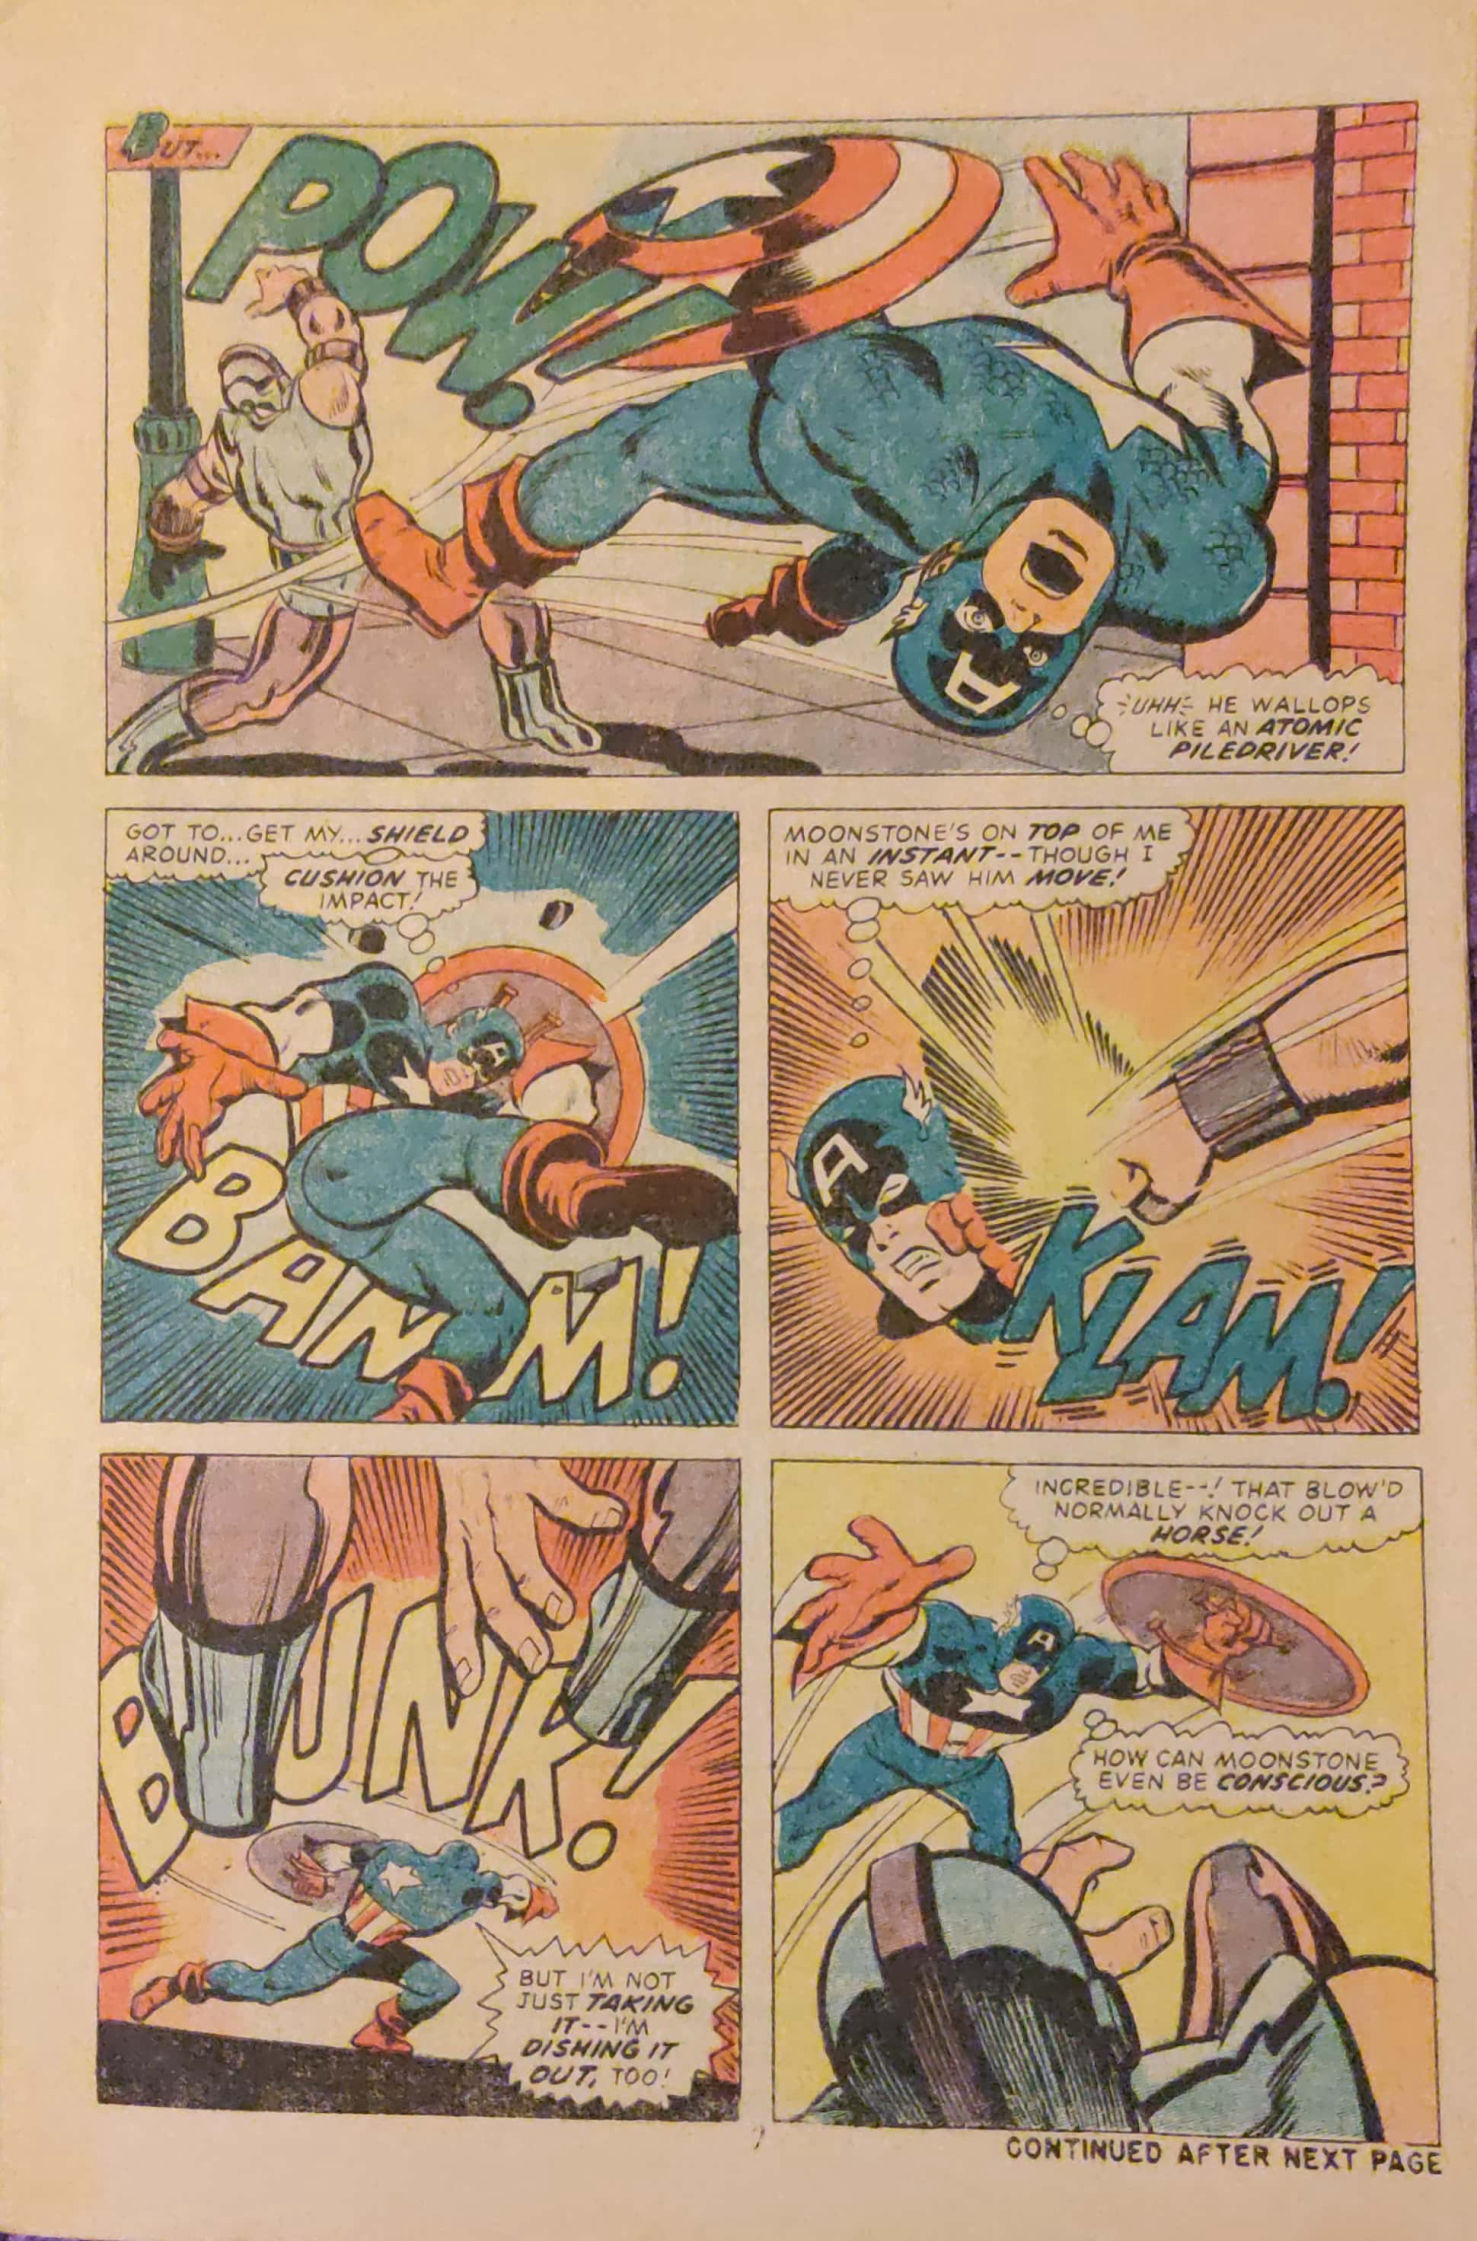 BUT...
POW!
-UHH- HE WALLOPS
LIKE AN ATOMIC
PILEDRIVER!
GOT TO...GET MY...SHIELD
AROUND...
CUSHION THE
IMPACT!
BAM!
MOONSTONE'S ON TOP OF ME
IN AN INSTANT--THOUGH I
NEVER SAW HIM MOVE!
A
KLAM!
BUNK!
BUT I'M NOT
JUST TAKING
IT--I'M
DISHING IT
OUT, TOO!
INCREDIBLE--! THAT BLOW'D
NORMALLY KNOCK OUT A
HORSE!
HOW CAN MOONSTONE
EVEN BE CONSCIOUS?
CONTINUED AFTER NEXT PAGE